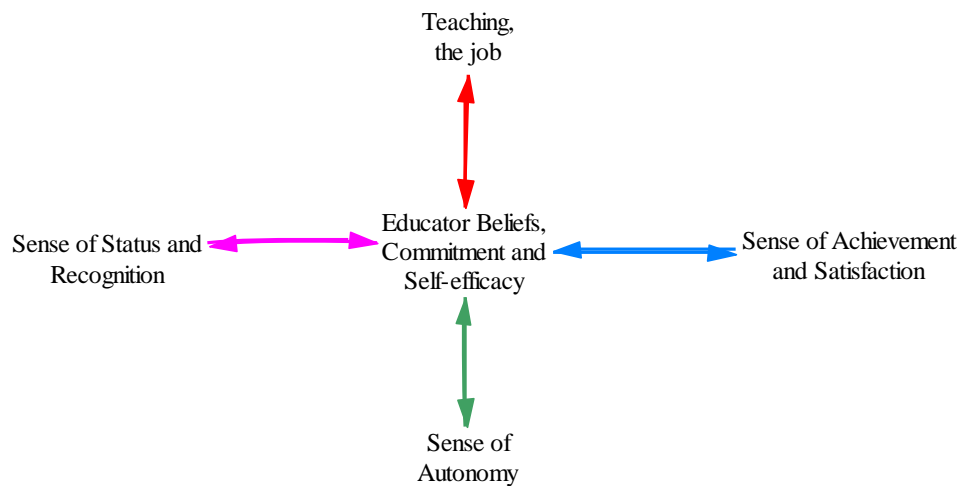 Teaching,
the job
Educator Beliefs,
Commitment and
Self-efficacy
Sense of Status and
Recognition
Sense of Achievement
and Satisfaction
Sense of
Autonomy